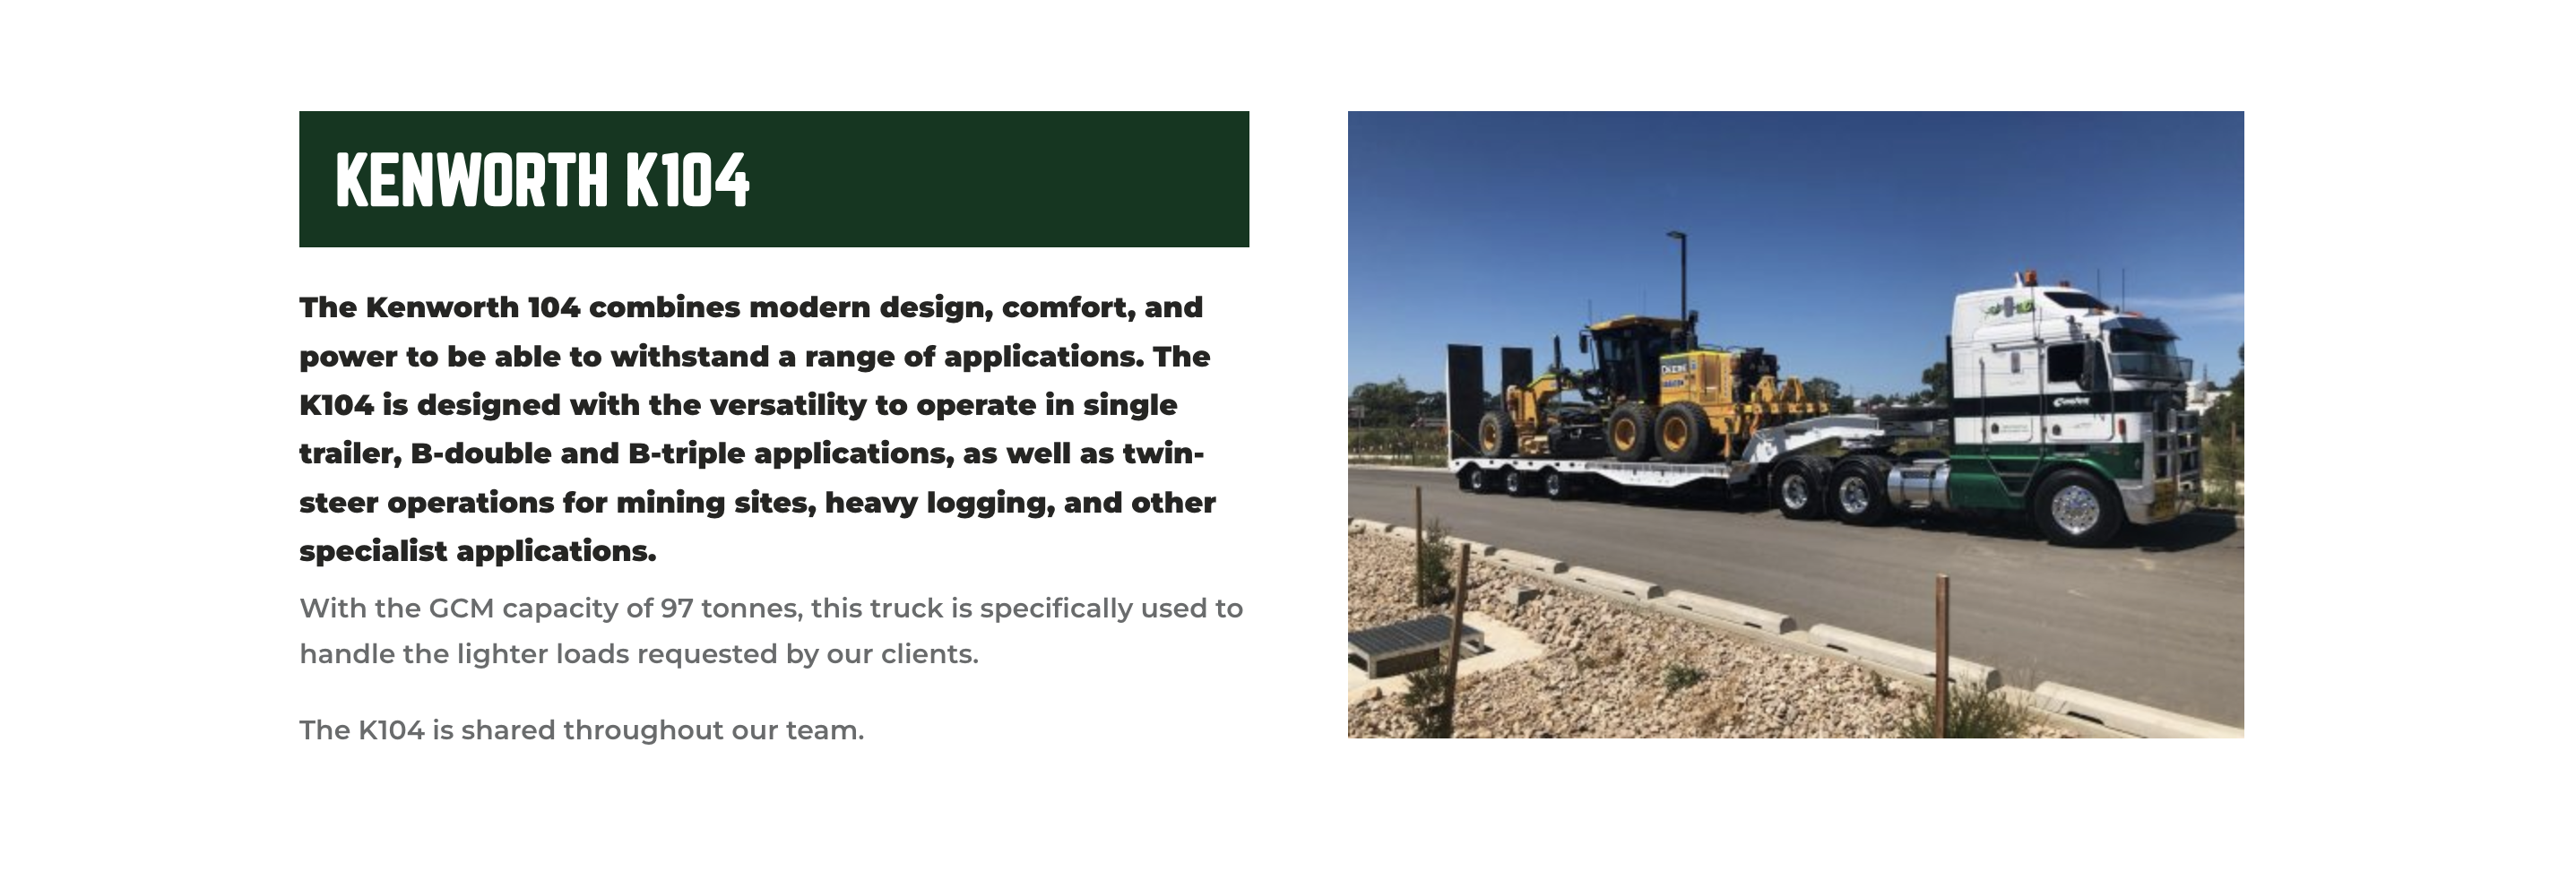 KENWORTH K104
The Kenworth 104 combines modern design, comfort, and
power to be able to withstand a range of applications. The
K104 is designed with the versatility to operate in single
trailer, B-double and B-triple applications, as well as twin-
steer operations for mining sites, heavy logging, and other
specialist applications.
With the GCM capacity of 97 tonnes, this truck is specifically used to
handle the lighter loads requested by our clients.
The K104 is shared throughout our team.